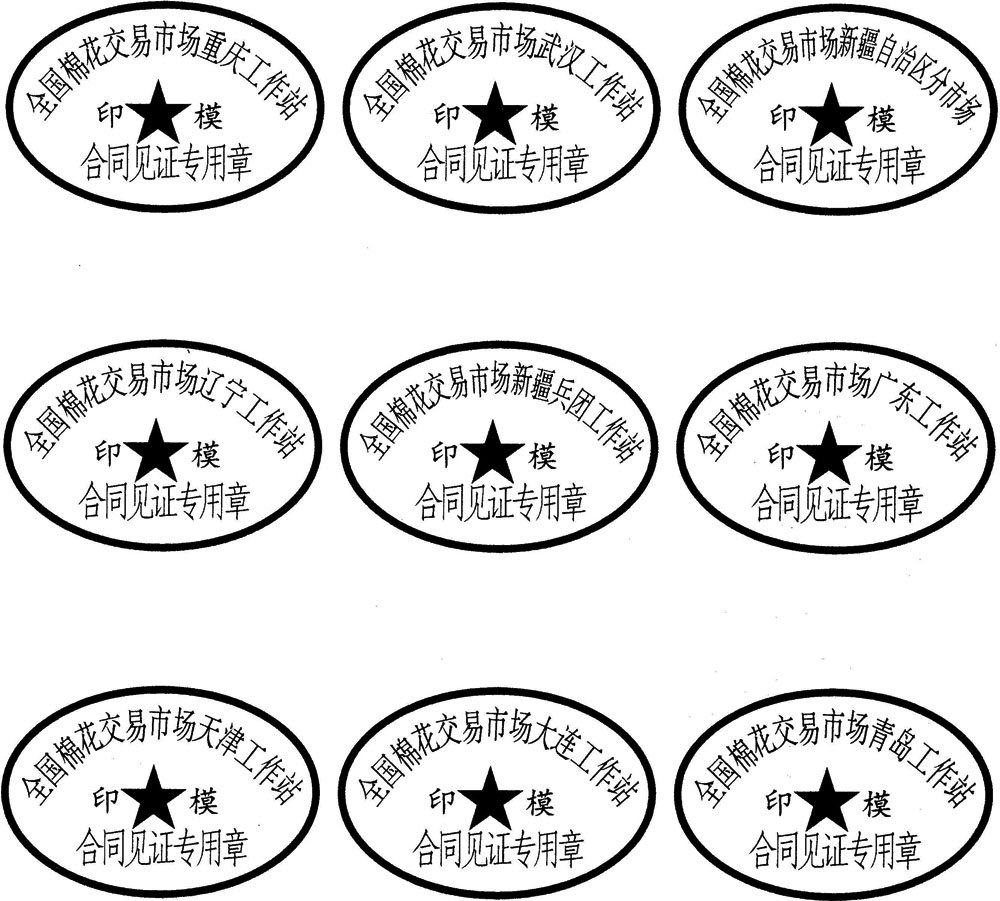 全国棉花交易市场重庆工作站
印 模
合同见证专用章
全国棉花交易市场武汉工作站
印 模
合同见证专用章
全国棉花交易市场新疆自治区分市场
印 模
合同见证专用章
全国棉花交易市场辽宁工作站
印 模
合同见证专用章
全国棉花交易市场新疆兵团工作站
印 模
合同见证专用章
全国棉花交易市场广东工作站
印 模
合同见证专用章
全国棉花交易市场天津工作站
印 模
合同见证专用章
全国棉花交易市场大连工作站
印 模
合同见证专用章
全国棉花交易市场青岛工作站
印 模
合同见证专用章